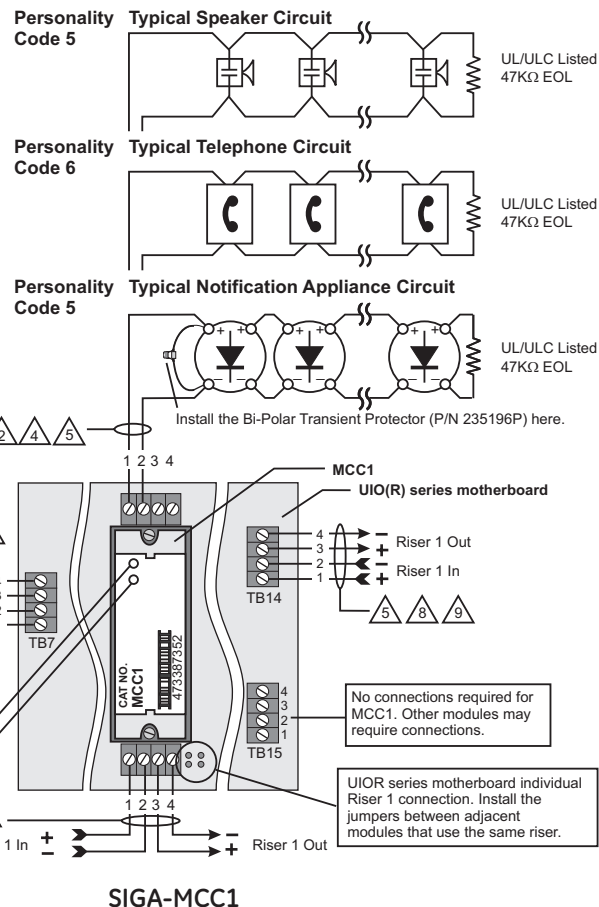 Personality Typical Speaker Circuit
Code 5
UL/ULC Listed
47KΩ EOL
Personality Typical Telephone Circuit
Code 6
UL/ULC Listed
47KΩ EOL
Personality Typical Notification Appliance Circuit
Code 5
+ +
+ +
+ +
UL/ULC Listed
47KΩ EOL
Install the Bi-Polar Transient Protector (P/N 235196P) here.
2 4 5
1 2 3 4
MCC1
UIO(R) series motherboard
4 −
3 +
Riser 1 Out
2 −
1 +
Riser 1 In
TB14
5 8 9
TB7
CAT NO.
MCC1
473387352
4
3
2
1
TB15
No connections required for
MCC1. Other modules may
require connections.
UIOR series motherboard individual
Riser 1 connection. Install the
jumpers between adjacent
modules that use the same riser.
1 2 3 4
1 In + −
− + Riser 1 Out
SIGA-MCC1